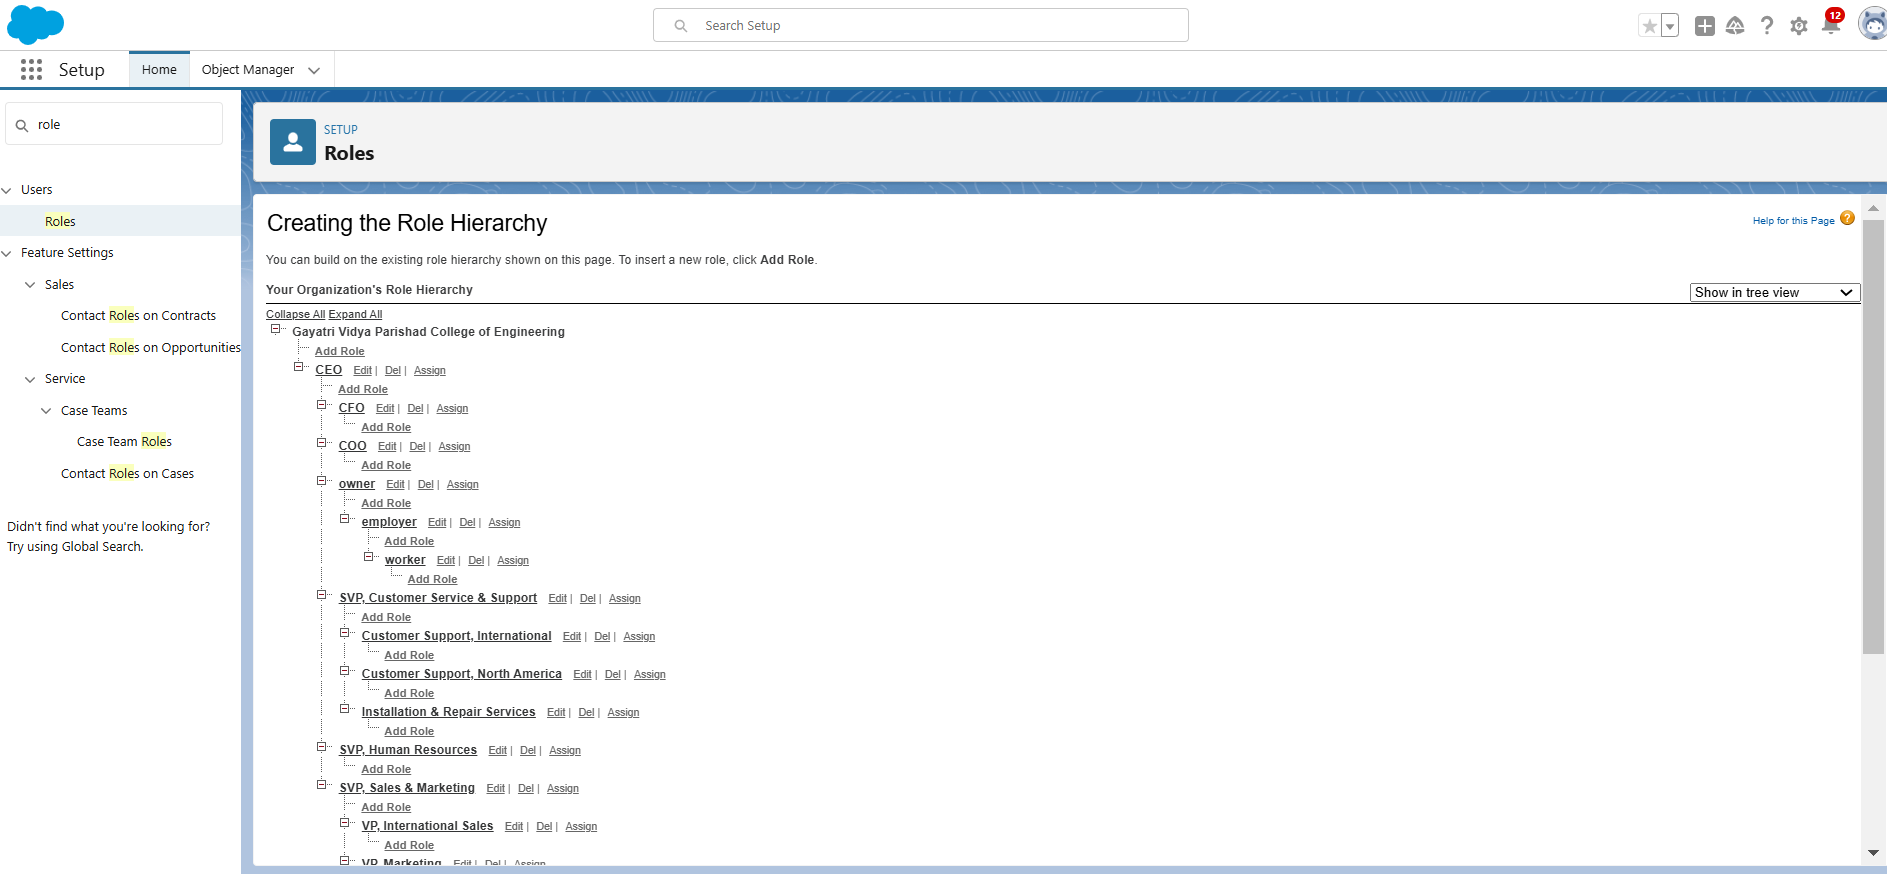 Search Setup
12
Setup
Home
Object Manager
role
Users
Roles
Feature Settings
Sales
Contact Roles on Contracts
Contact Roles on Opportunities
Service
Case Teams
Case Team Roles
Contact Roles on Cases
Didn't find what you're looking for?
Try using Global Search.
SETUP
Roles
Creating the Role Hierarchy
Help for this Page ?
You can build on the existing role hierarchy shown on this page. To insert a new role, click Add Role.
Your Organization's Role Hierarchy
Show in tree view
Collapse All Expand All
Gayatri Vidya Parishad College of Engineering
Add Role
CEO Edit | Del | Assign
Add Role
CFO Edit | Del | Assign
Add Role
COO Edit | Del | Assign
Add Role
owner Edit | Del | Assign
Add Role
employer Edit | Del | Assign
Add Role
worker Edit | Del | Assign
Add Role
SVP, Customer Service & Support Edit | Del | Assign
Add Role
Customer Support, International Edit | Del | Assign
Add Role
Customer Support, North America Edit | Del | Assign
Add Role
Installation & Repair Services Edit | Del | Assign
Add Role
SVP, Human Resources Edit | Del | Assign
Add Role
SVP, Sales & Marketing Edit | Del | Assign
Add Role
VP, International Sales Edit | Del | Assign
Add Role
VP, Marketing Edit | Del | Assign